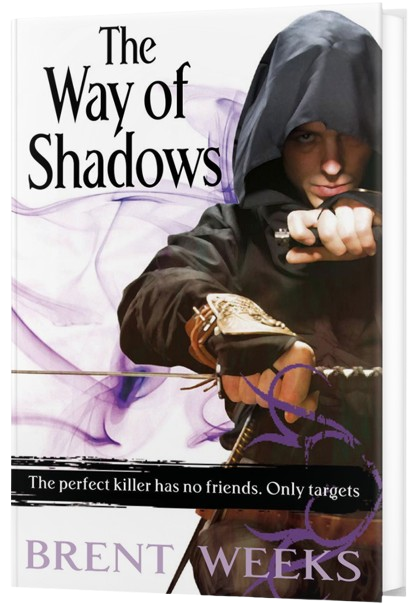 The
Way of
Shadows
The perfect killer has no friends. Only targets
BRENT WEEKS